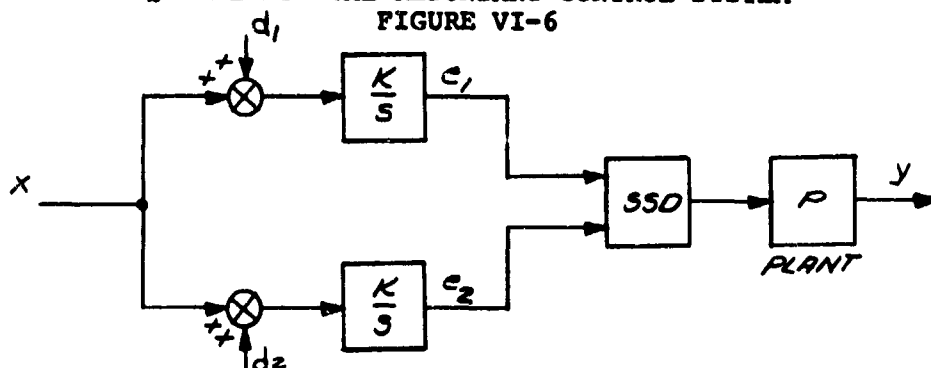 FIGURE VI-6
d1
+
+
K
S
e1
X
SSD
P
y
PLANT
K
S
e2
+
+
d2